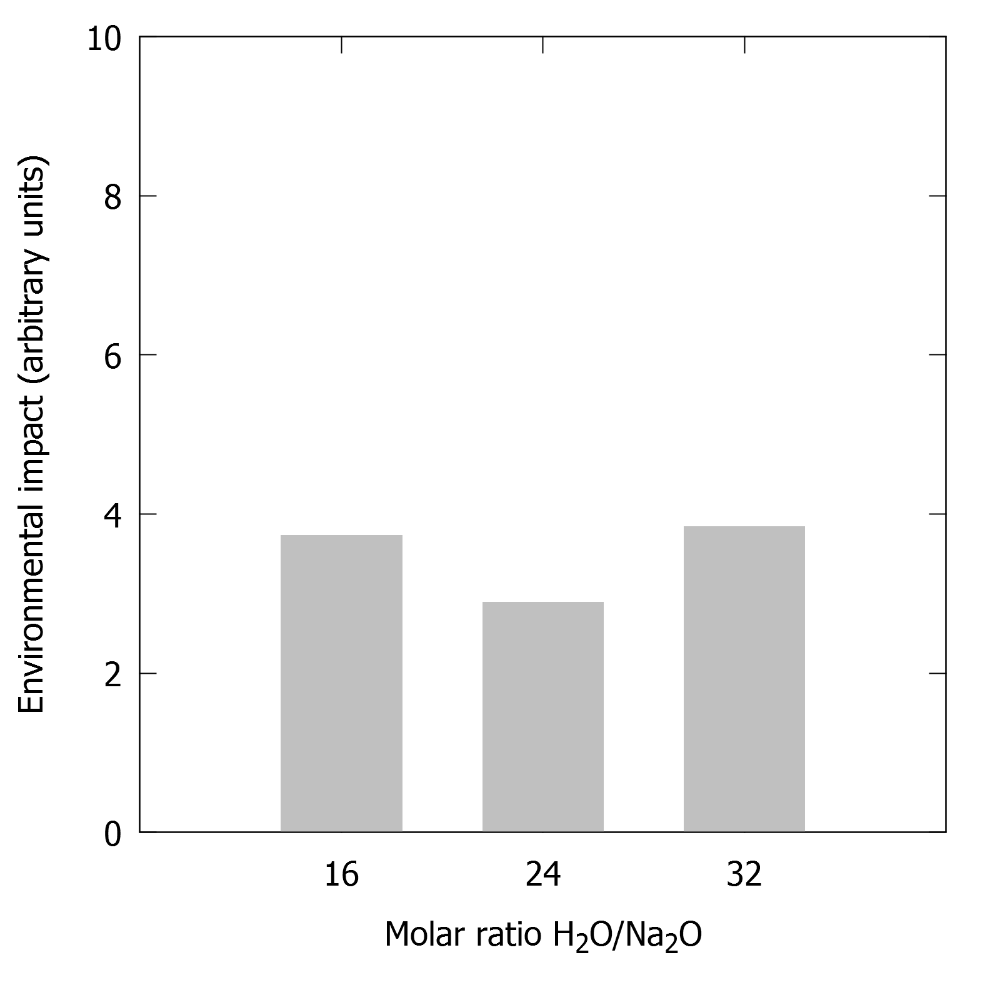 10
8
6
4
2
0
Environmental impact (arbitrary units)
16 24 32
Molar ratio H₂O/Na₂O